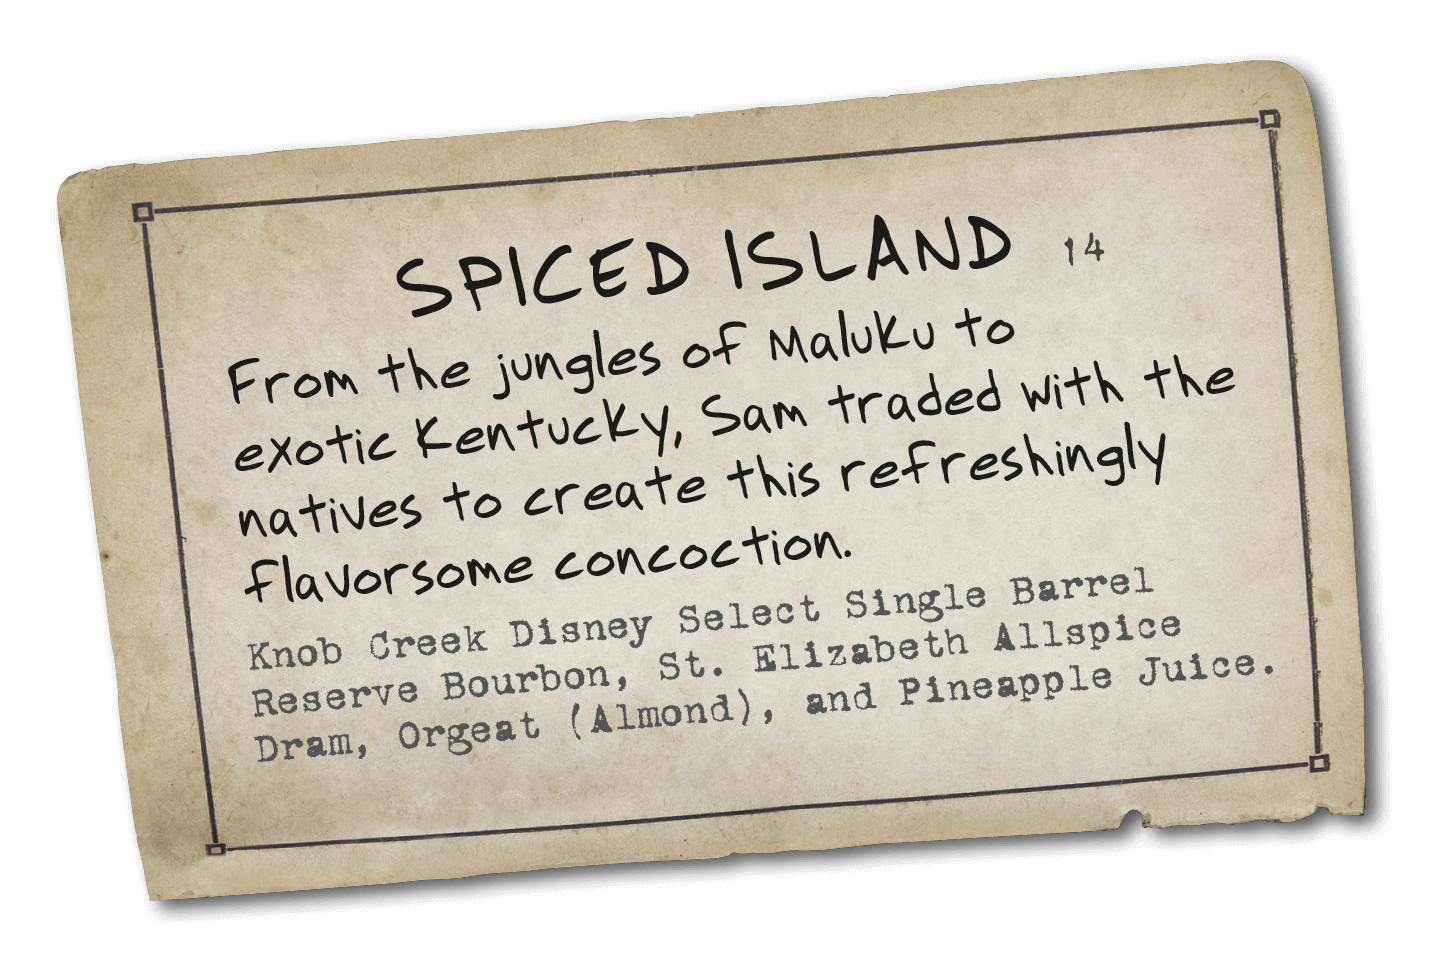 SPICED ISLAND 14
From the jungles of Maluku to
exotic Kentucky, Sam traded with the
natives to create this refreshingly
flavorsome concoction.
Knob Creek Disney Select Single Barrel
Reserve Bourbon, St. Elizabeth Allspice
Dram, Orgeat (Almond), and Pineapple Juice.